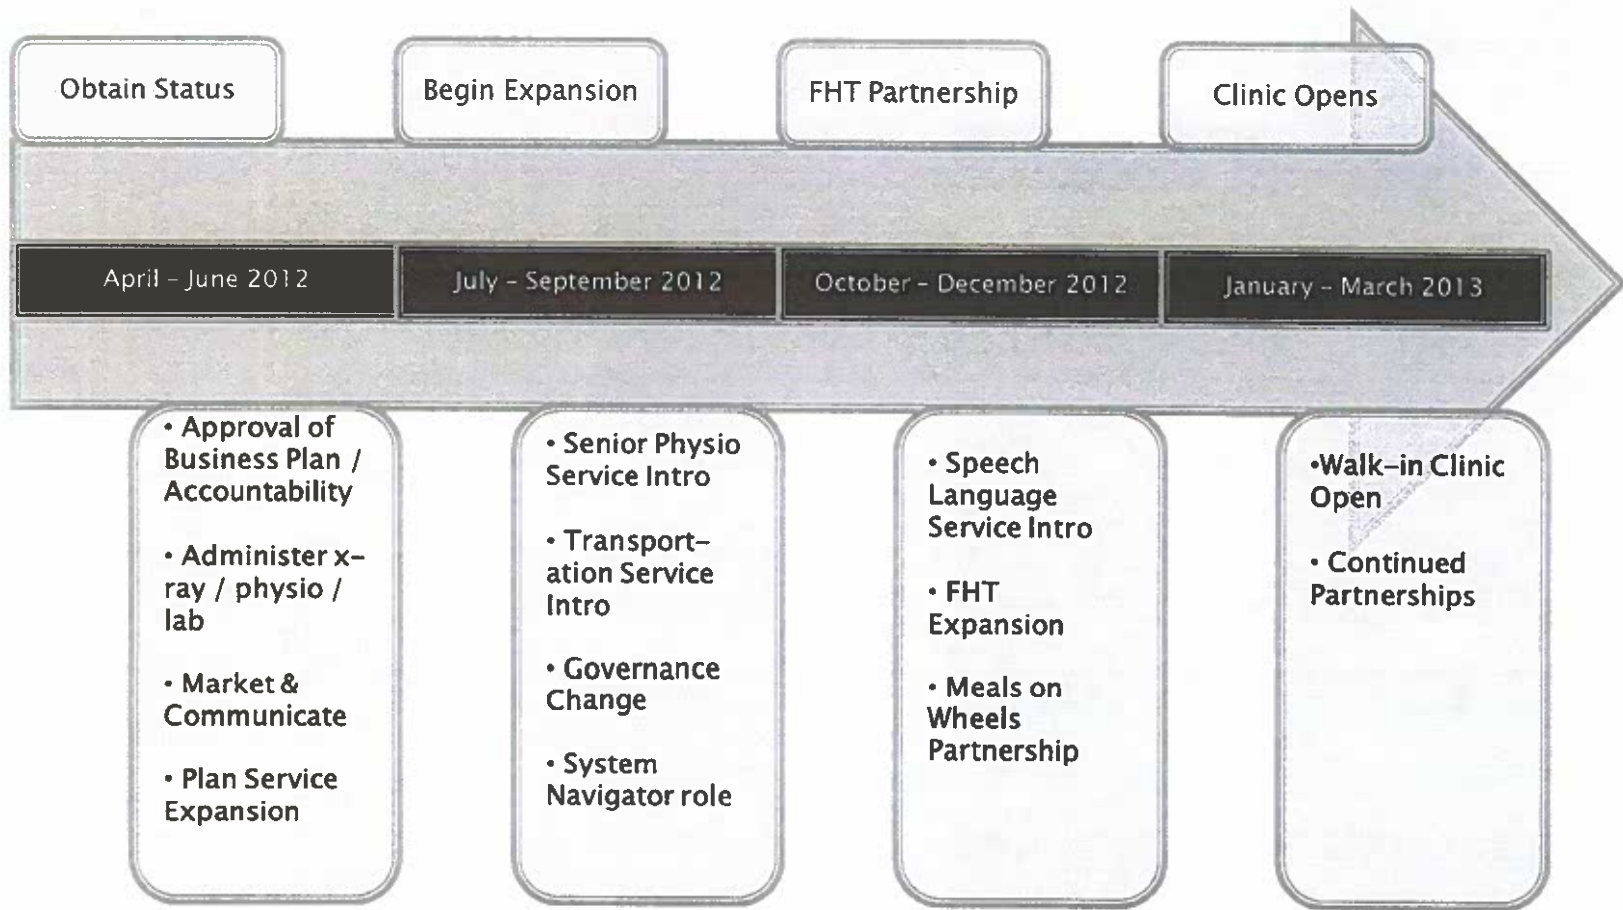 Obtain Status
Begin Expansion
FHT Partnership
Clinic Opens
April – June 2012
July – September 2012
October – December 2012
January – March 2013
• Approval of
Business Plan /
Accountability
• Administer x–
ray / physio /
lab
• Market &
Communicate
• Plan Service
Expansion
• Senior Physio
Service Intro
• Transport–
ation Service
Intro
• Governance
Change
• System
Navigator role
• Speech
Language
Service Intro
• FHT
Expansion
• Meals on
Wheels
Partnership
•Walk–in Clinic
Open
• Continued
Partnerships